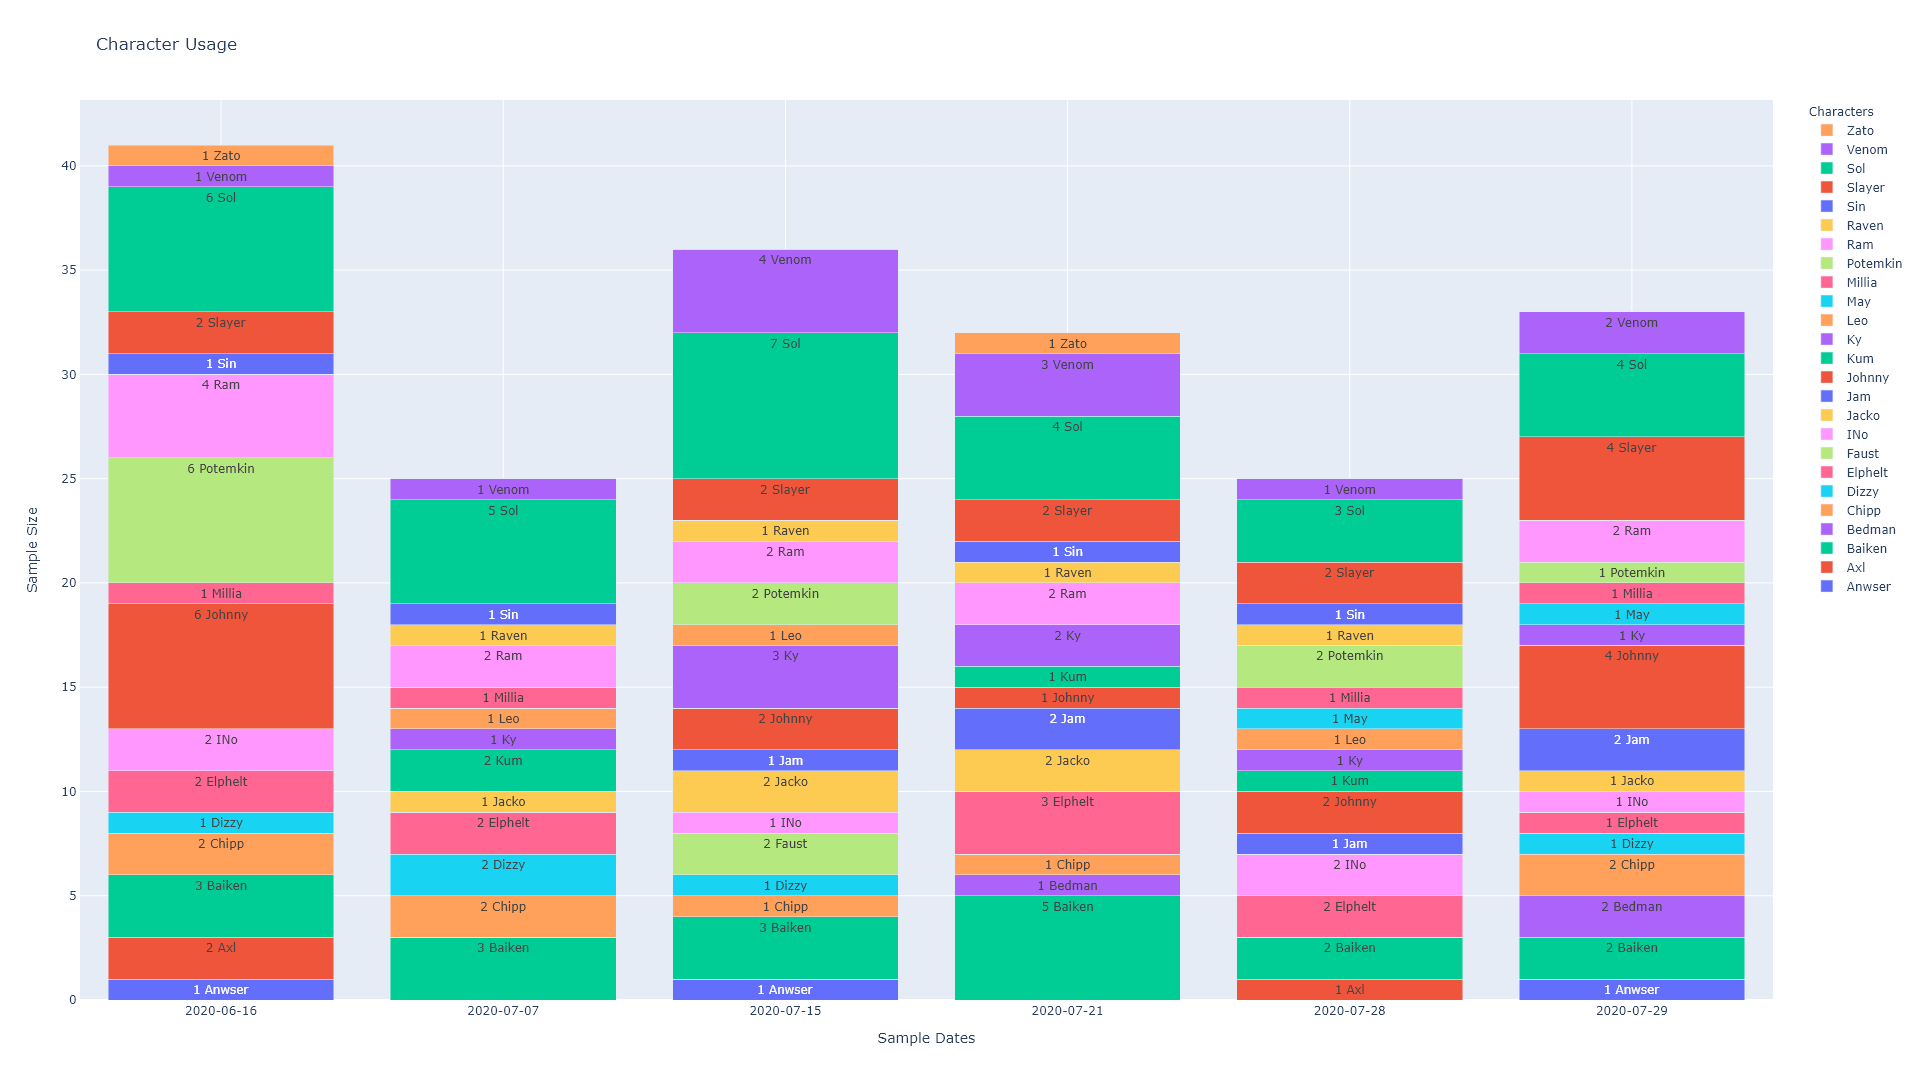 Character Usage
Sample Size
40
35
30
25
20
15
10
5
0
1 Zato
1 Venom
6 Sol
2 Slayer
1 Sin
4 Ram
6 Potemkin
1 Millia
6 Johnny
2 INo
2 Elphelt
1 Dizzy
2 Chipp
3 Baiken
2 Axl
1 Anwser
2020-06-16
1 Venom
5 Sol
1 Sin
1 Raven
2 Ram
1 Millia
1 Leo
1 Ky
2 Kum
1 Jacko
2 Elphelt
2 Dizzy
2 Chipp
3 Baiken
2020-07-07
4 Venom
7 Sol
2 Slayer
1 Raven
2 Ram
2 Potemkin
1 Leo
3 Ky
2 Johnny
1 Jam
2 Jacko
1 INo
2 Faust
1 Dizzy
1 Chipp
3 Baiken
1 Anwser
2020-07-15
1 Zato
3 Venom
4 Sol
2 Slayer
1 Sin
1 Raven
2 Ram
2 Ky
1 Kum
1 Johnny
2 Jam
2 Jacko
3 Elphelt
1 Chipp
1 Bedman
5 Baiken
2020-07-21
1 Venom
3 Sol
2 Slayer
1 Sin
1 Raven
2 Potemkin
1 Millia
1 May
1 Leo
1 Ky
1 Kum
2 Johnny
1 Jam
2 INo
2 Elphelt
2 Baiken
1 Axl
2020-07-28
2 Venom
4 Sol
4 Slayer
2 Ram
1 Potemkin
1 Millia
1 May
1 Ky
4 Johnny
2 Jam
1 Jacko
1 INo
1 Elphelt
1 Dizzy
2 Chipp
2 Bedman
2 Baiken
1 Anwser
2020-07-29
Sample Dates
Characters
Zato
Venom
Sol
Slayer
Sin
Raven
Ram
Potemkin
Millia
May
Leo
Ky
Kum
Johnny
Jam
Jacko
INo
Faust
Elphelt
Dizzy
Chipp
Bedman
Baiken
Axl
Anwser